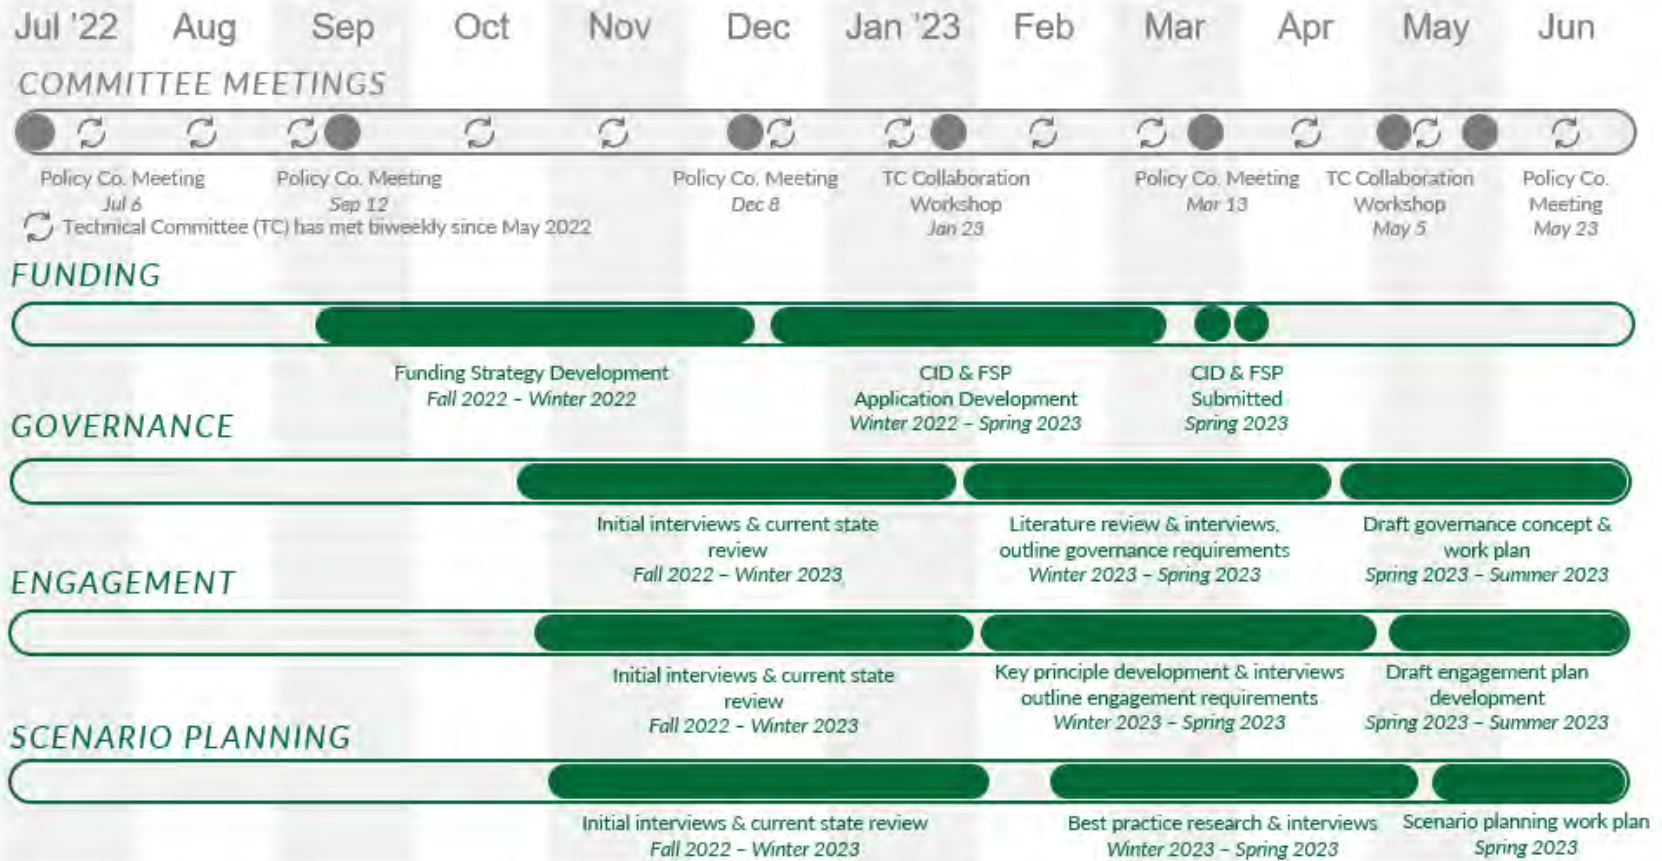 Jul '22 Aug Sep Oct Nov Dec Jan '23 Feb Mar Apr May Jun
COMMITTEE MEETINGS
Policy Co. Meeting
Jul 6
Policy Co. Meeting
Sep 12
Policy Co. Meeting
Dec 8
TC Collaboration
Workshop
Jan 23
Policy Co. Meeting
Mar 13
TC Collaboration
Workshop
May 5
Policy Co.
Meeting
May 23
Technical Committee (TC) has met biweekly since May 2022
FUNDING
Funding Strategy Development
Fall 2022 – Winter 2022
CID & FSP
Application Development
Winter 2022 – Spring 2023
CID & FSP
Submitted
Spring 2023
GOVERNANCE
Initial interviews & current state
review
Fall 2022 – Winter 2023
Literature review & interviews,
outline governance requirements
Winter 2023 – Spring 2023
Draft governance concept &
work plan
Spring 2023 – Summer 2023
ENGAGEMENT
Initial interviews & current state
review
Fall 2022 – Winter 2023
Key principle development & interviews
outline engagement requirements
Winter 2023 – Spring 2023
Draft engagement plan
development
Spring 2023 – Summer 2023
SCENARIO PLANNING
Initial interviews & current state review
Fall 2022 – Winter 2023
Best practice research & interviews
Winter 2023 – Spring 2023
Scenario planning work plan
Spring 2023